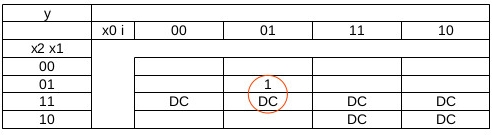 y
x0 i 00 01 11 10
x2 x1
00
01 1
11 DC DC DC DC
10 DC DC